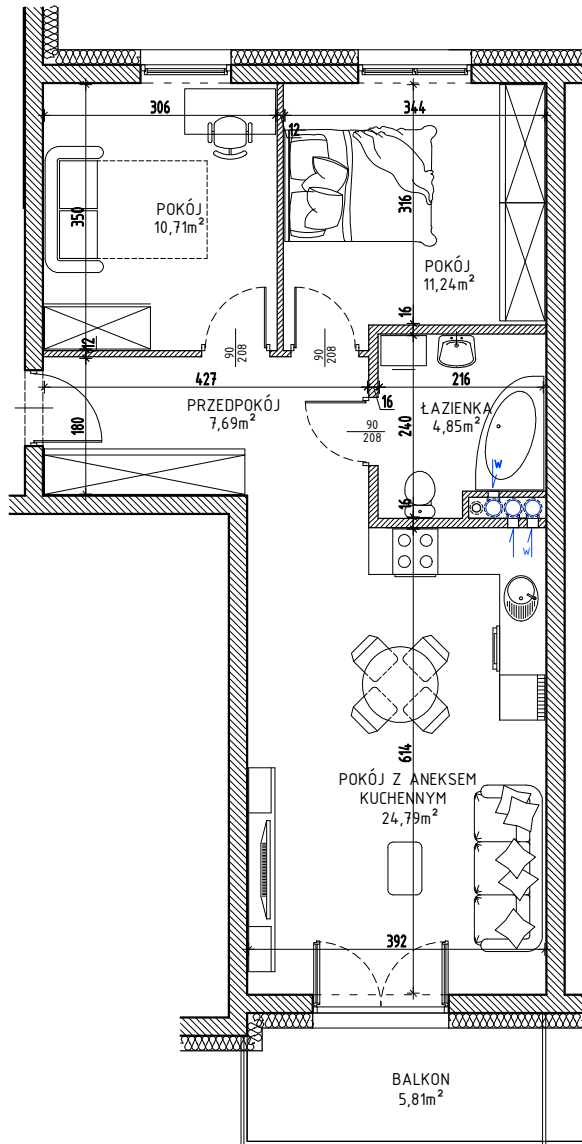 306
344
12
350
316
POKÓJ
10,71m²
POKÓJ
11,24m²
16
12
90
208
90
208
427
216
PRZEDPOKÓJ
7,69m²
16
ŁAZIENKA
4,85m²
180
90
208
240
W
16
W
614
POKÓJ Z ANEKSEM
KUCHENNYM
24,79m²
392
BALKON
5,81m²